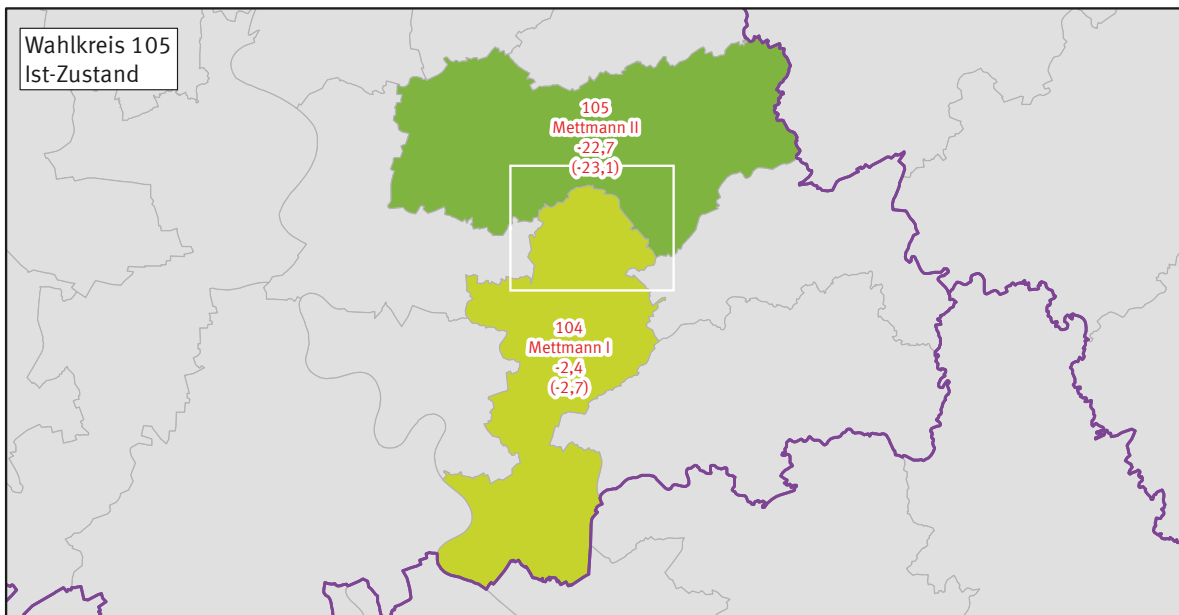 Wahlkreis 105
Ist-Zustand
105
Mettmann II
-22,7
(-23,1)
104
Mettmann I
-2,4
(-2,7)